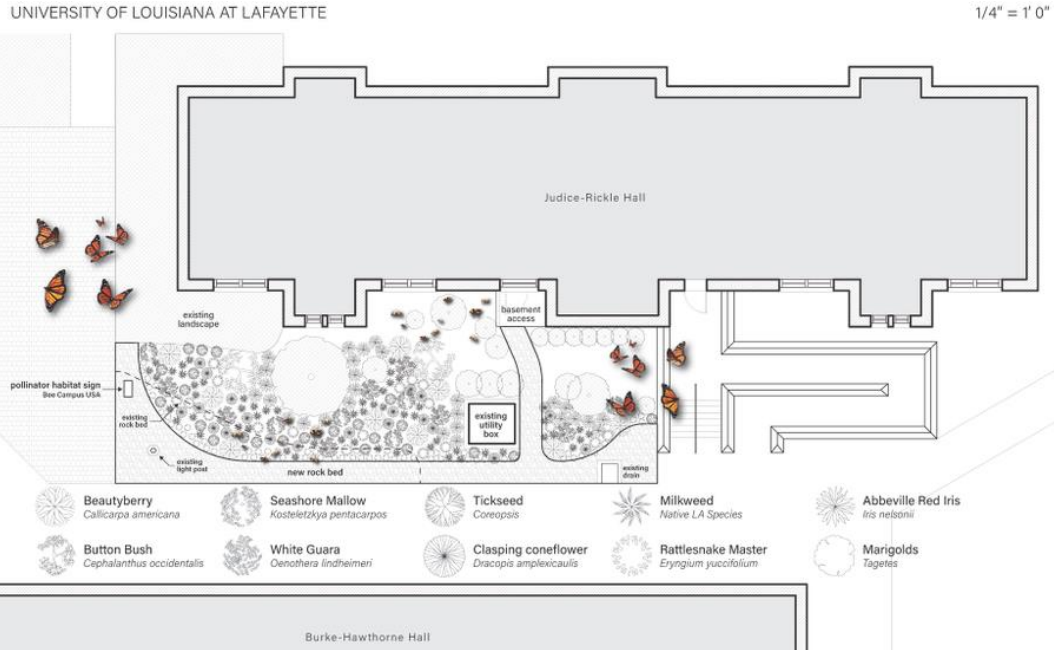 UNIVERSITY OF LOUISIANA AT LAFAYETTE
1/4" = 1' 0"
Judice-Rickle Hall
existing
landscape
basement
access
pollinator habitat sign
Bee Campus USA
existing
rock bed
existing
utility
box
existing
light post
new rock bed
existing
drain
Beautyberry
Callicarpa americana
Seashore Mallow
Kosteletzkya pentacarpos
Tickseed
Coreopsis
Milkweed
Native LA Species
Abbeville Red Iris
Iris nelsonii
Button Bush
Cephalanthus occidentalis
White Guara
Oenothera lindheimeri
Clasping coneflower
Dracopis amplexicaulis
Rattlesnake Master
Eryngium yuccifolium
Marigolds
Tagetes
Burke-Hawthorne Hall